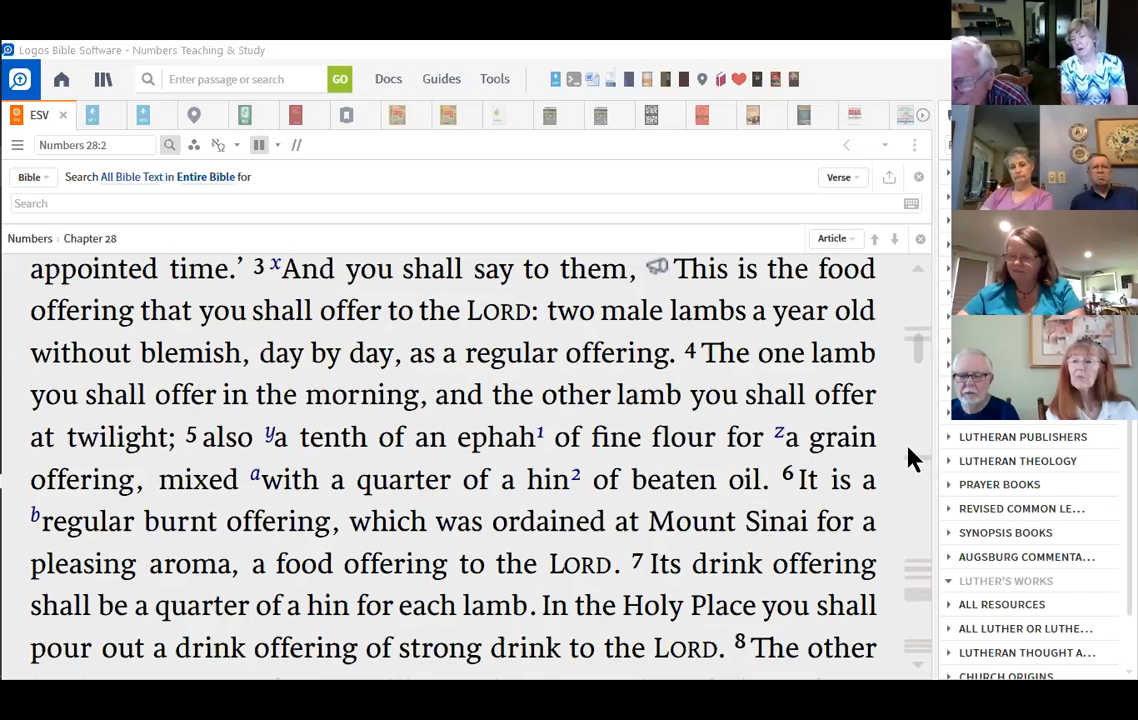 Logos Bible Software - Numbers Teaching & Study
Enter passage or search
GO
Docs
Guides
Tools
ESV
Numbers 28:2
Bible
Search All Bible Text in Entire Bible for
Verse
Search
Numbers › Chapter 28
Article
appointed time.’ 3 xAnd you shall say to them, This is the food
offering that you shall offer to the LORD: two male lambs a year old
without blemish, day by day, as a regular offering. 4 The one lamb
you shall offer in the morning, and the other lamb you shall offer
at twilight; 5 also ya tenth of an ephah1 of fine flour for za grain
offering, mixed awith a quarter of a hin2 of beaten oil. 6 It is a
bregular burnt offering, which was ordained at Mount Sinai for a
pleasing aroma, a food offering to the LORD. 7 Its drink offering
shall be a quarter of a hin for each lamb. In the Holy Place you shall
pour out a drink offering of strong drink to the LORD. 8 The other
LUTHERAN PUBLISHERS
LUTHERAN THEOLOGY
PRAYER BOOKS
REVISED COMMON LE...
SYNOPSIS BOOKS
AUGSBURG COMMENTA...
LUTHER'S WORKS
ALL RESOURCES
ALL LUTHER OR LUTHE...
LUTHERAN THOUGHT A...
CHURCH ORIGINS